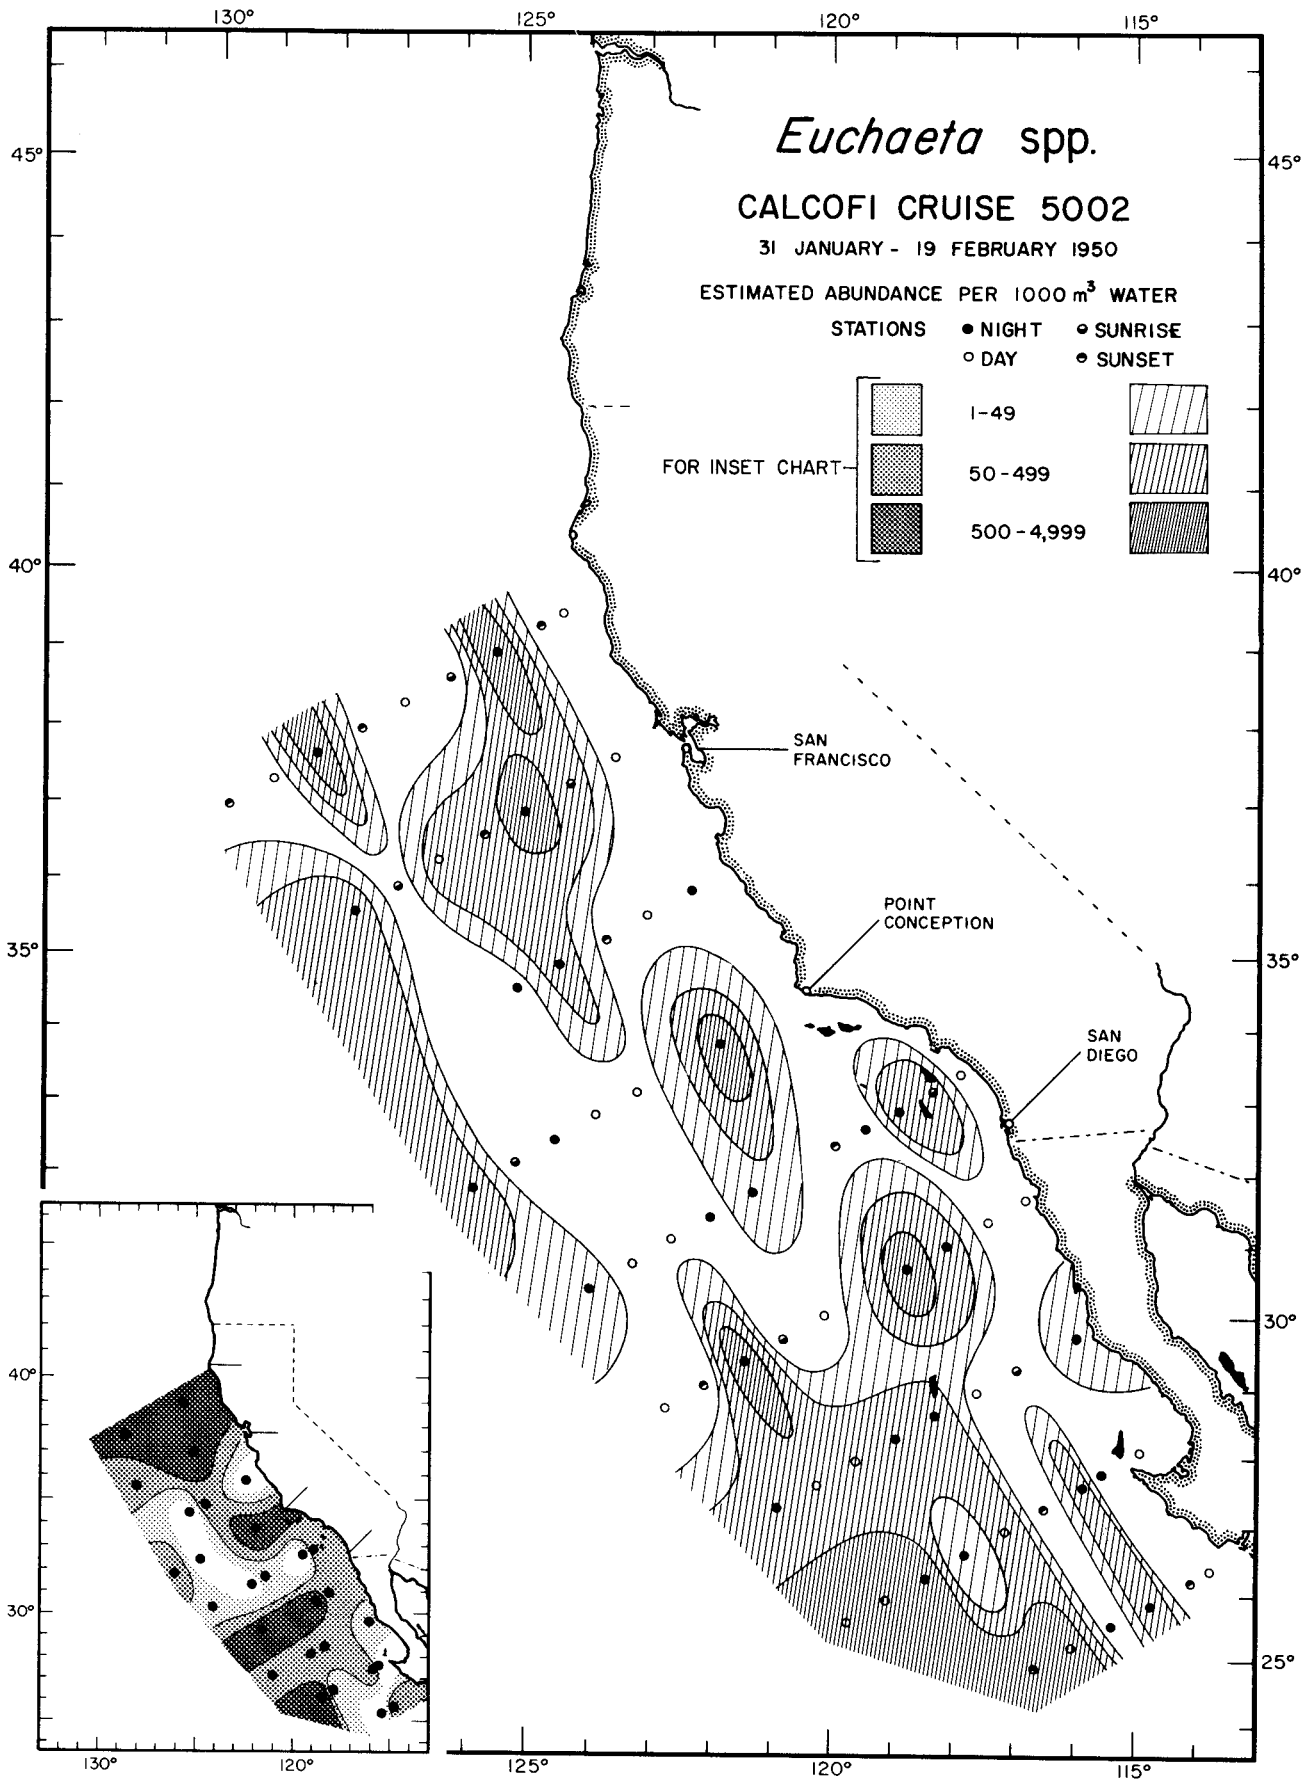 130° 125° 120° 115°
45° 45°
Euchaeta spp.
CALCOFI CRUISE 5002
31 JANUARY - 19 FEBRUARY 1950
ESTIMATED ABUNDANCE PER 1000 m³ WATER
STATIONS NIGHT SUNRISE
DAY SUNSET
1-49
FOR INSET CHART 50-499
500-4,999
40° 40°
SAN
FRANCISCO
POINT
CONCEPTION
35° 35°
SAN
DIEGO
30°
40°
30°
25°
130° 120° 125° 120° 115°